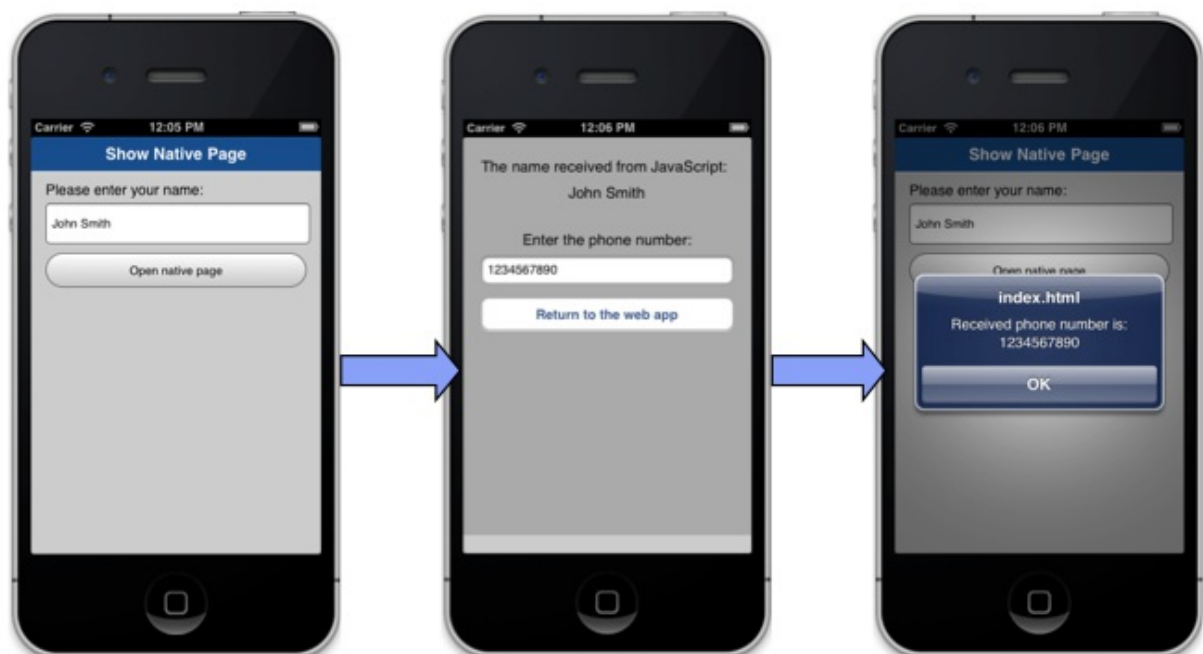 Carrier 12:05 PM
Show Native Page
Please enter your name:
John Smith
Open native page
Carrier 12:06 PM
The name received from JavaScript:
John Smith
Enter the phone number:
1234567890
Return to the web app
Carrier 12:06 PM
Show Native Page
Please enter your name:
John Smith
Open native page
index.html
Received phone number is:
1234567890
OK